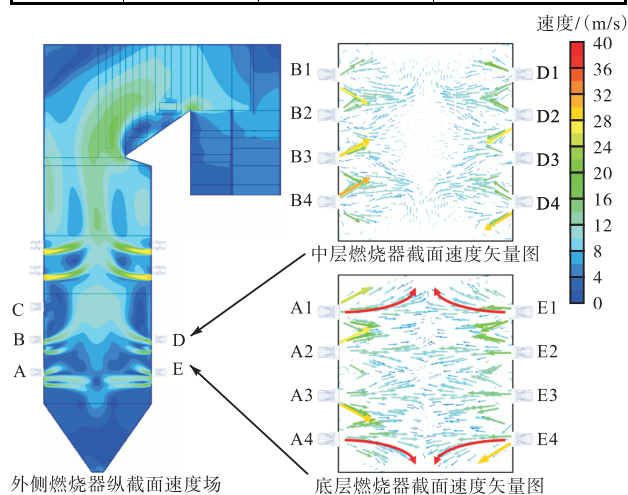 速度/(m/s)
40
36
32
28
24
20
16
12
8
4
0
B1
B2
B3
B4
D1
D2
D3
D4
中层燃烧器截面速度矢量图
C
B
A
D
E
A1
A2
A3
A4
E1
E2
E3
E4
外侧燃烧器纵截面速度场
底层燃烧器截面速度矢量图